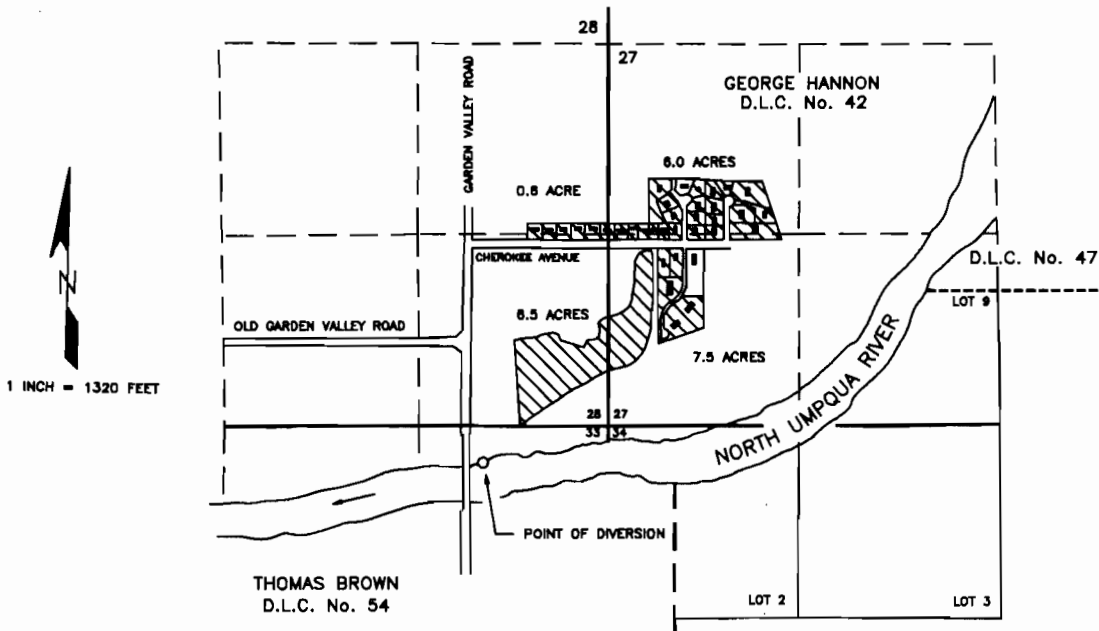 28
27
GEORGE HANNON
D.L.C. No. 42
GARDEN VALLEY ROAD
6.0 ACRES
0.8 ACRE
CHEROKEE AVENUE
D.L.C. No. 47
LOT 9
N
6.5 ACRES
OLD GARDEN VALLEY ROAD
7.5 ACRES
1 INCH = 1320 FEET
NORTH UMPQUA RIVER
28 27
33 34
POINT OF DIVERSION
THOMAS BROWN
D.L.C. No. 54
LOT 2
LOT 3